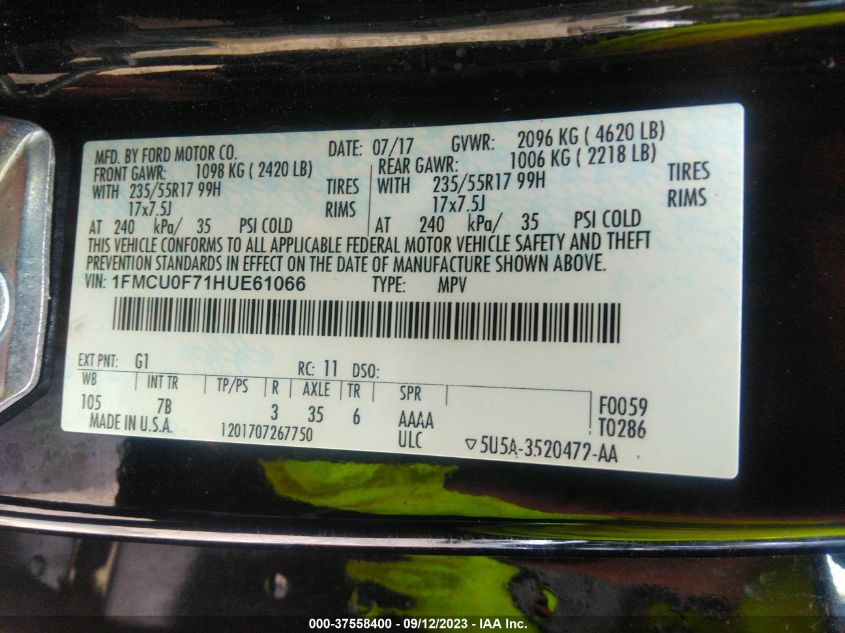 MFD. BY FORD MOTOR CO. DATE: 07/17 GVWR: 2096 KG ( 4620 LB)
FRONT GAWR: 1098 KG ( 2420 LB) REAR GAWR: 1006 KG ( 2218 LB)
WITH 235/55R17 99H TIRES WITH 235/55R17 99H TIRES
17x7.5J RIMS 17x7.5J RIMS
AT 240 kPa/ 35 PSI COLD AT 240 kPa/ 35 PSI COLD
THIS VEHICLE CONFORMS TO ALL APPLICABLE FEDERAL MOTOR VEHICLE SAFETY AND THEFT
PREVENTION STANDARDS IN EFFECT ON THE DATE OF MANUFACTURE SHOWN ABOVE.
VIN: 1FMCU0F71HUE61066 TYPE: MPV
EXT PNT: G1 RC: 11 DSO:
WB INT TR TP/PS R AXLE TR SPR
105 7B 3 35 6 AAAA F0059
MADE IN U.S.A. 1201707267750 ULC ▽5U5A-3520472-AA T0286
000-37558400 - 09/12/2023 - © IAA Inc.